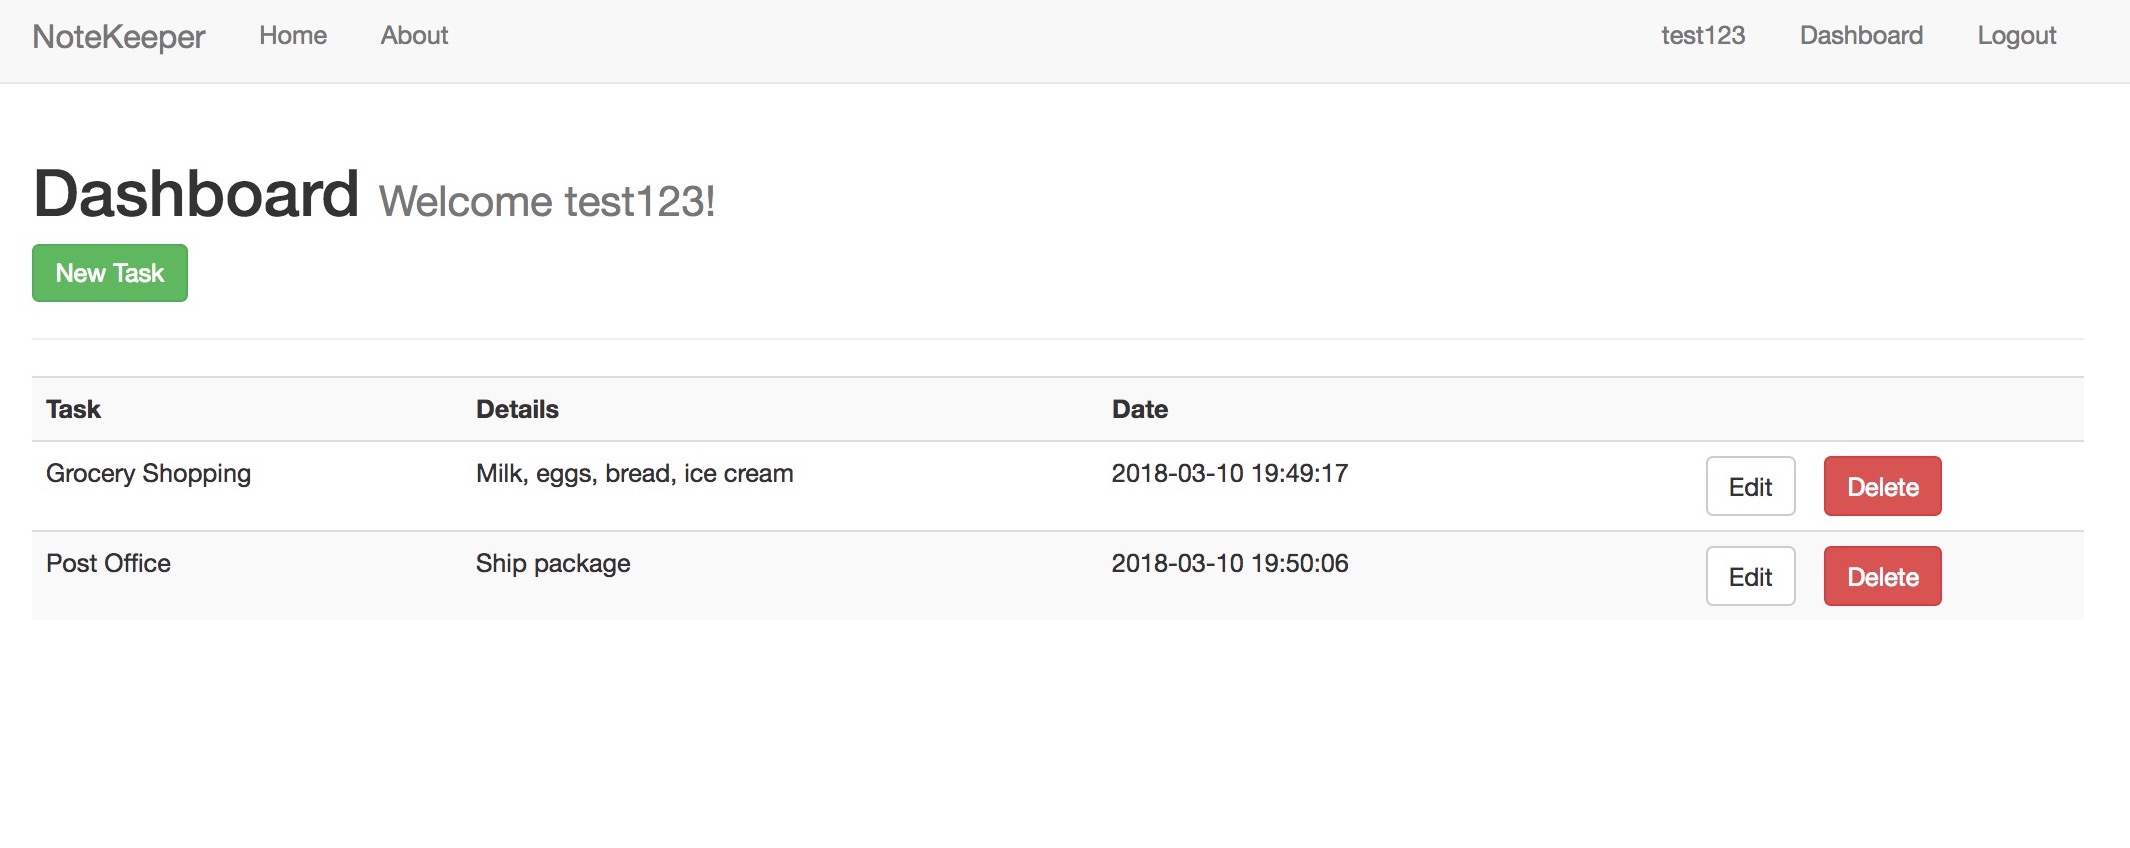 NoteKeeper Home About test123 Dashboard Logout
Dashboard Welcome test123!
New Task
Task Details Date
Grocery Shopping Milk, eggs, bread, ice cream 2018-03-10 19:49:17 Edit Delete
Post Office Ship package 2018-03-10 19:50:06 Edit Delete